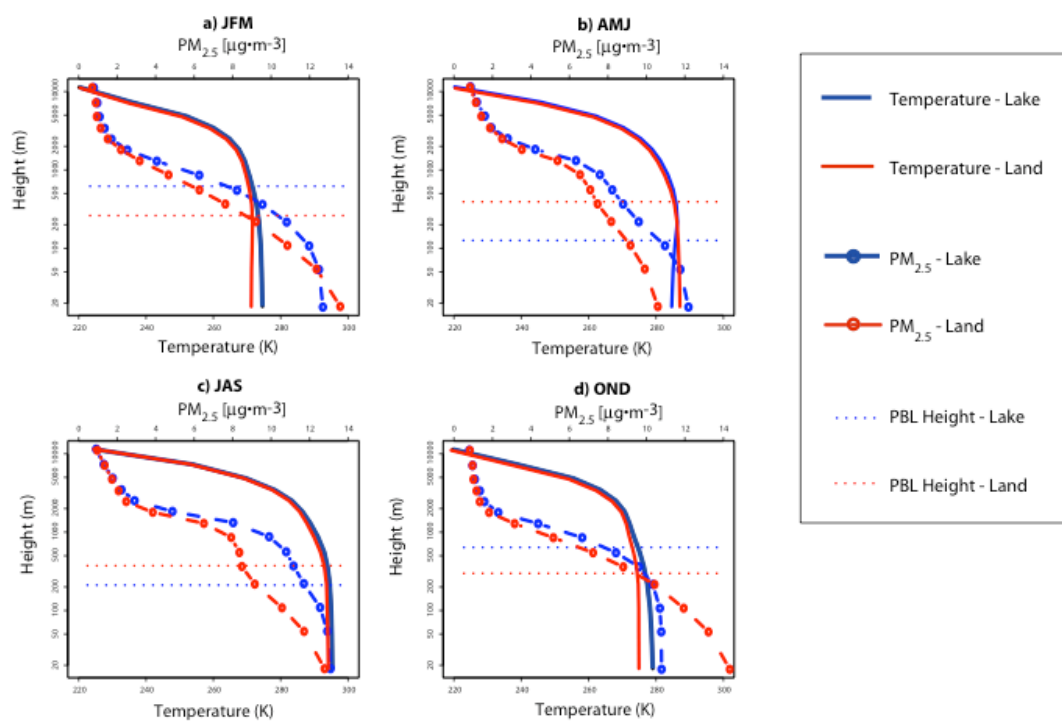 a) JFM
PM2.5 [μg•m-3]
0 2 4 6 8 10 12 14
Height (m)
10000
5000
2000
1000
500
200
100
50
20
220 240 260 280 300
Temperature (K)
b) AMJ
PM2.5 [μg•m-3]
0 2 4 6 8 10 12 14
Height (m)
10000
5000
2000
1000
500
200
100
50
20
220 240 260 280 300
Temperature (K)
c) JAS
PM2.5 [μg•m-3]
0 2 4 6 8 10 12 14
Height (m)
10000
5000
2000
1000
500
200
100
50
20
220 240 260 280 300
Temperature (K)
d) OND
PM2.5 [μg•m-3]
0 2 4 6 8 10 12 14
Height (m)
10000
5000
2000
1000
500
200
100
50
20
220 240 260 280 300
Temperature (K)
Temperature - Lake
Temperature - Land
PM2.5 - Lake
PM2.5 - Land
PBL Height - Lake
PBL Height - Land